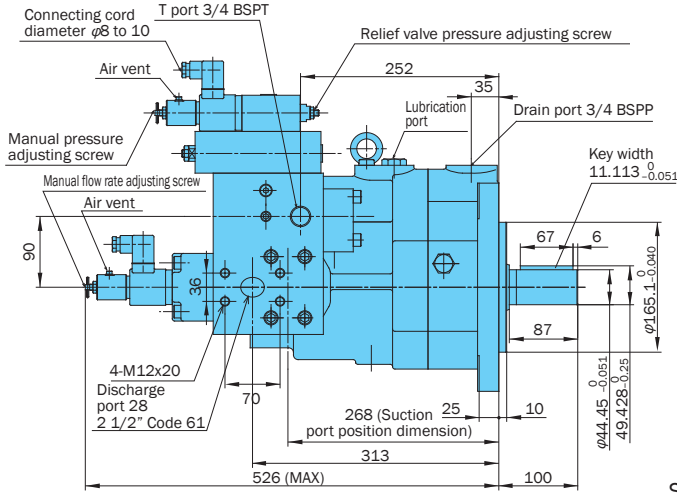 Connecting cord
diameter φ8 to 10
T port 3/4 BSPT
Relief valve pressure adjusting screw
252
35
Air vent
Lubrication
port
Drain port 3/4 BSPP
Manual pressure
adjusting screw
Key width
11.113 0 -0.051
Manual flow rate adjusting screw
Air vent
67
6
90
36
φ165.1 0 -0.040
87
4-M12x20
Discharge
port 28
2 1/2" Code 61
70
268 (Suction
port position dimension)
25
10
φ44.45 0 -0.051
49.428 0 -0.25
313
526 (MAX)
100